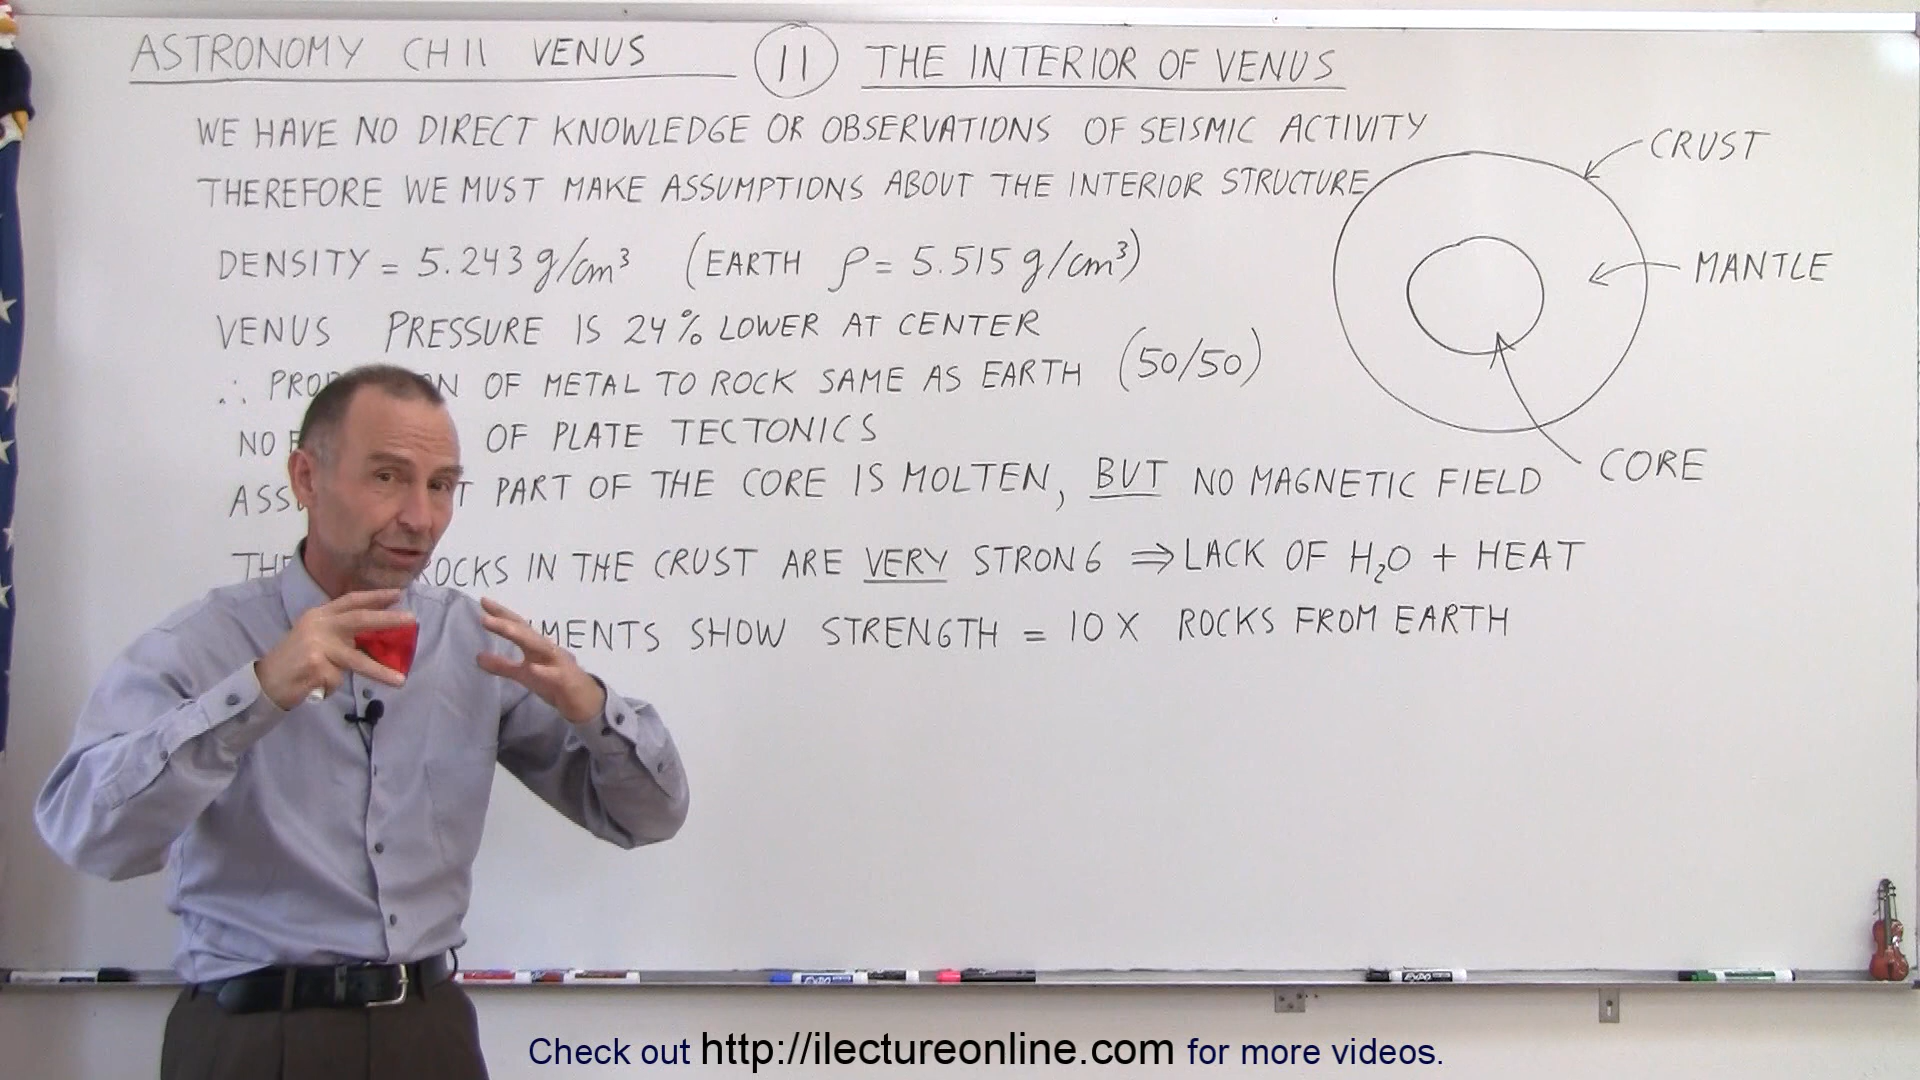 ASTRONOMY CH 11 VENUS 11 THE INTERIOR OF VENUS
WE HAVE NO DIRECT KNOWLEDGE OR OBSERVATIONS OF SEISMIC ACTIVITY
THEREFORE WE MUST MAKE ASSUMPTIONS ABOUT THE INTERIOR STRUCTURE
DENSITY = 5.243 g/cm³ (EARTH ρ = 5.515 g/cm³)
VENUS PRESSURE IS 24% LOWER AT CENTER
∴ OF METAL TO ROCK SAME AS EARTH (50/50)
NO OF PLATE TECTONICS
PART OF THE CORE IS MOLTEN, BUT NO MAGNETIC FIELD
ROCKS IN THE CRUST ARE VERY STRONG ⇒ LACK OF H₂O + HEAT
SHOW STRENGTH = 10 X ROCKS FROM EARTH
CRUST
MANTLE
CORE
EXPO
EXPO
Check out http://ilectureonline.com for more videos.